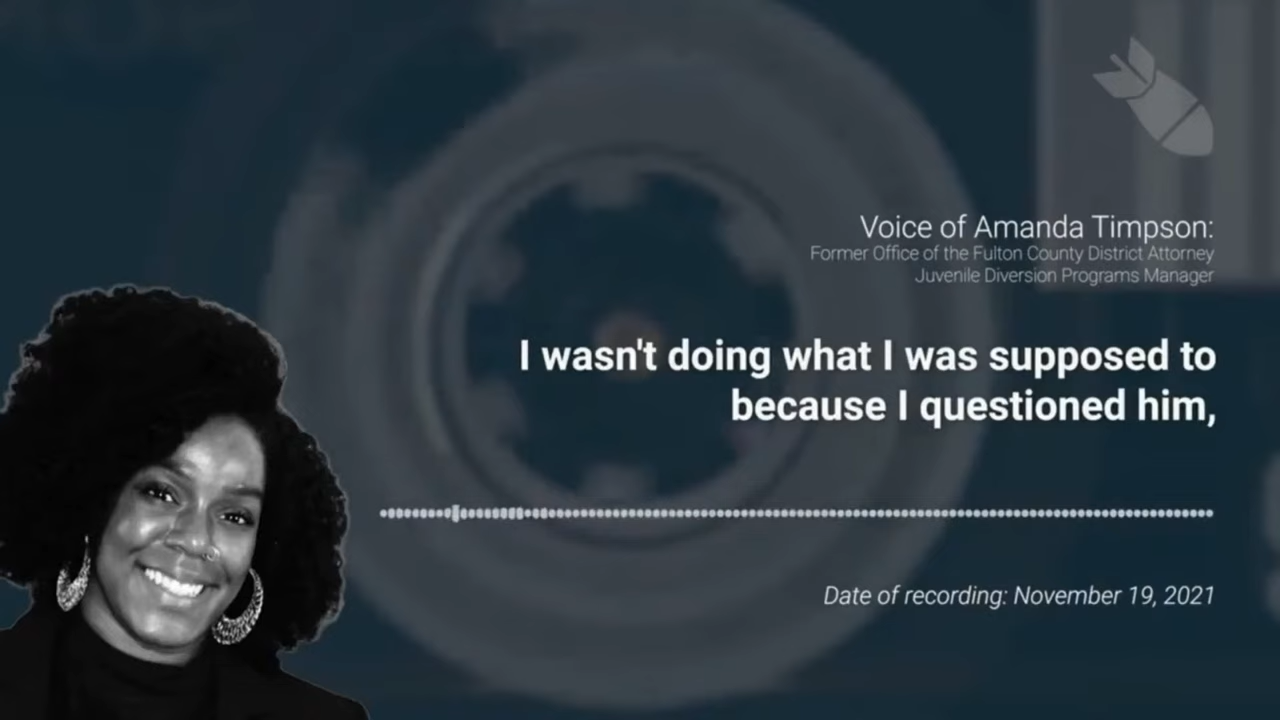 Voice of Amanda Timpson:
Former Office of the Fulton County District Attorney
Juvenile Diversion Programs Manager
I wasn't doing what I was supposed to
because I questioned him,
Date of recording: November 19, 2021